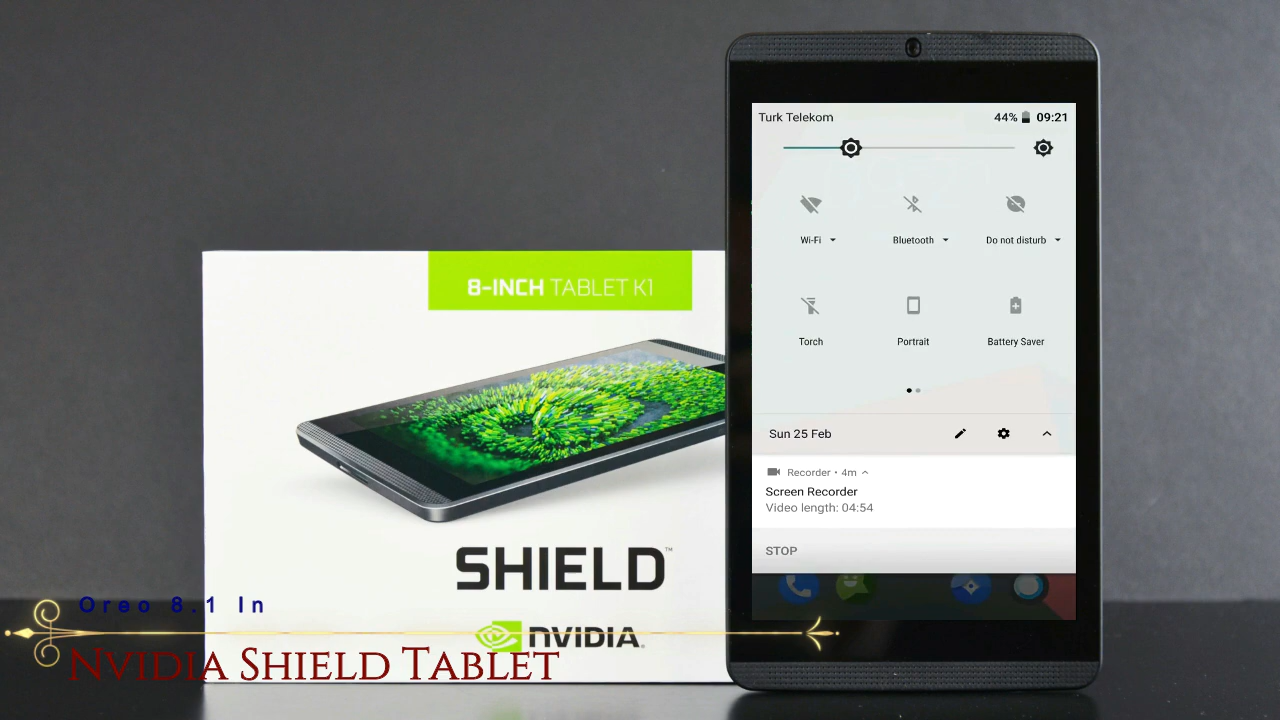 Turk Telekom
44% 09:21
Wi-Fi
Bluetooth
Do not disturb
Torch
Portrait
Battery Saver
Sun 25 Feb
Recorder • 4m
Screen Recorder
Video length: 04:54
STOP
8-INCH TABLET K1
SHIELD™
NVIDIA.
Oreo 8.1 In
Nvidia Shield Tablet